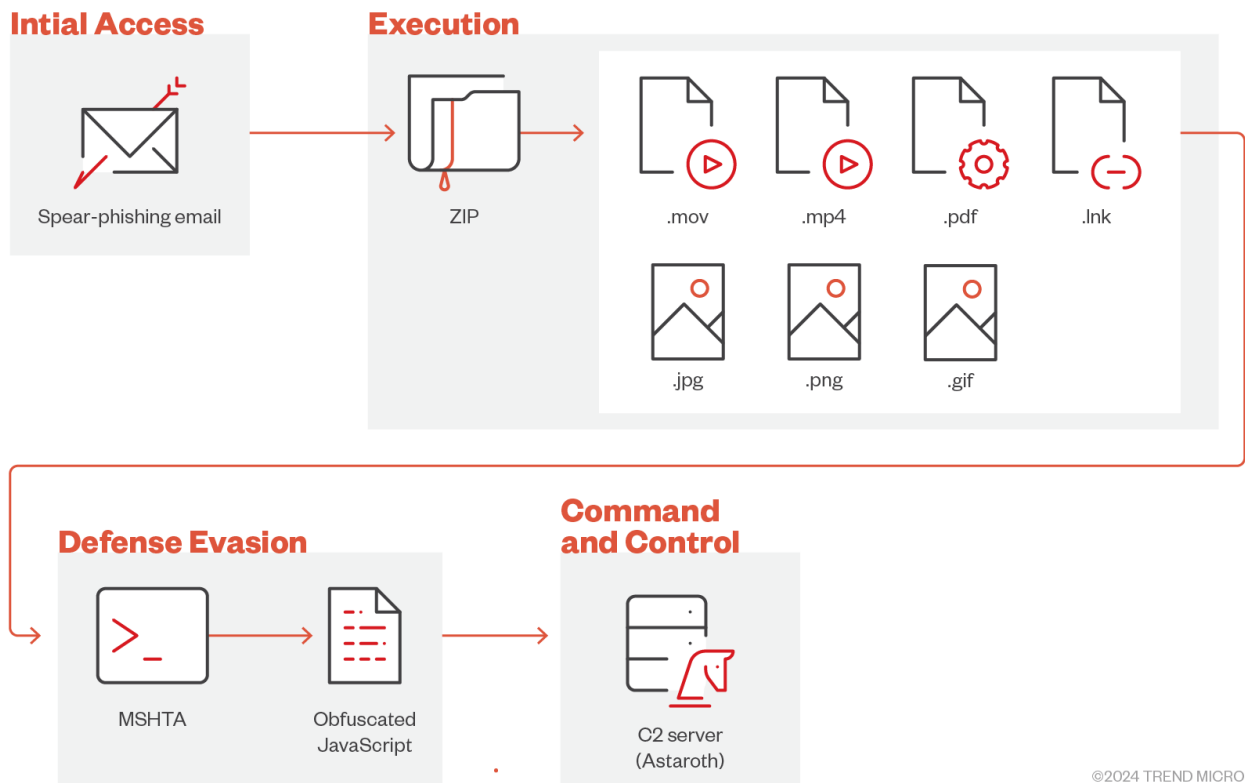 Intial Access
Execution
Spear-phishing email
ZIP
.mov
.mp4
.pdf
.lnk
.jpg
.png
.gif
Defense Evasion
Command
and Control
MSHTA
Obfuscated
JavaScript
C2 server
(Astaroth)
©2024 TREND MICRO